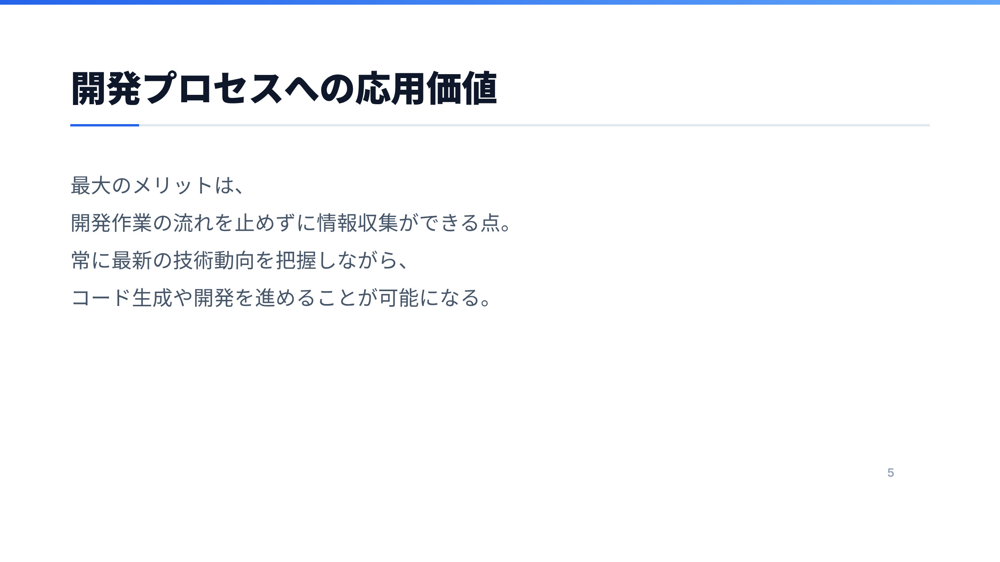 開発プロセスへの応用価値
最大のメリットは、
開発作業の流れを止めずに情報収集ができる点。
常に最新の技術動向を把握しながら、
コード生成や開発を進めることが可能になる。
5